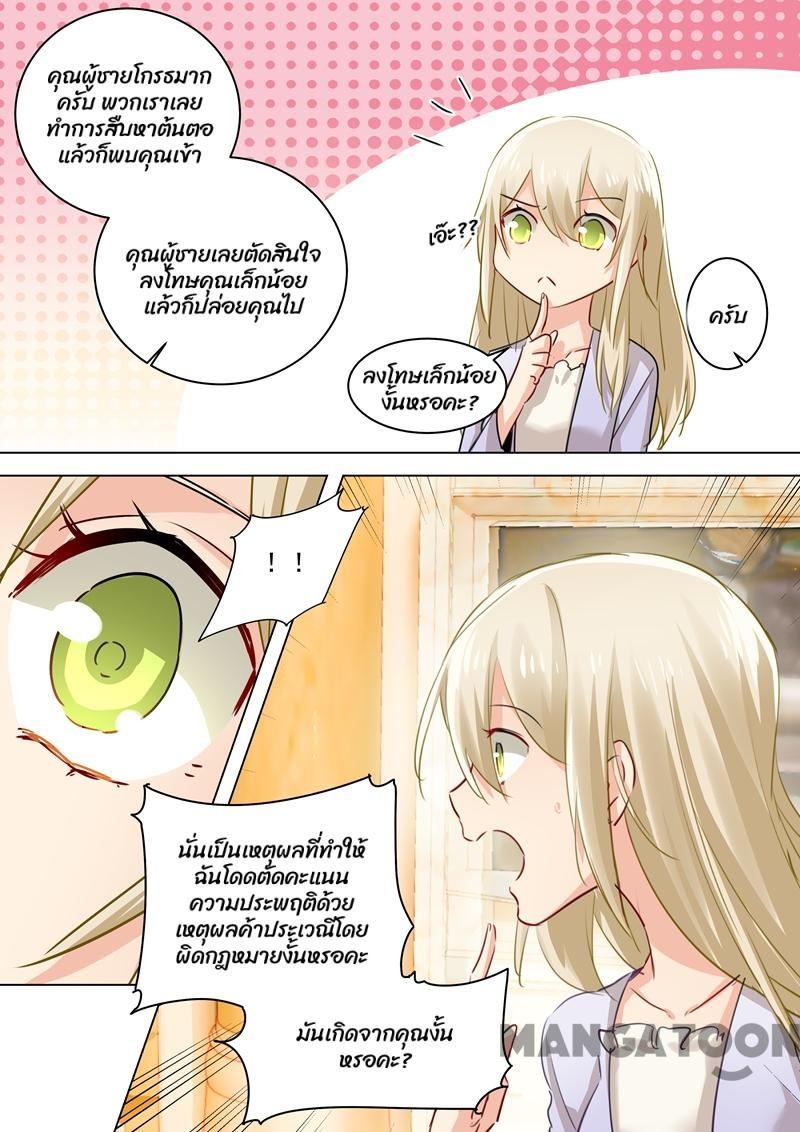 คุณผู้ชายโกรธมาก
ครับ พวกเราเลย
ทำการสืบหาต้นตอ
แล้วก็พบคุณเข้า
คุณผู้ชายเลยตัดสินใจ
ลงโทษคุณเล็กน้อย
แล้วก็ปล่อยคุณไป
เอ๊ะ??
ลงโทษเล็กน้อย
งั้นหรอคะ?
ครับ
！！
นั่นเป็นเหตุผลที่ทำให้
ฉันโดดตัดคะแนน
ความประพฤติด้วย
เหตุผลค้าประเวณีโดย
ผิดกฎหมายงั้นหรอคะ
มันเกิดจากคุณงั้น
หรอคะ?
MANGATOON